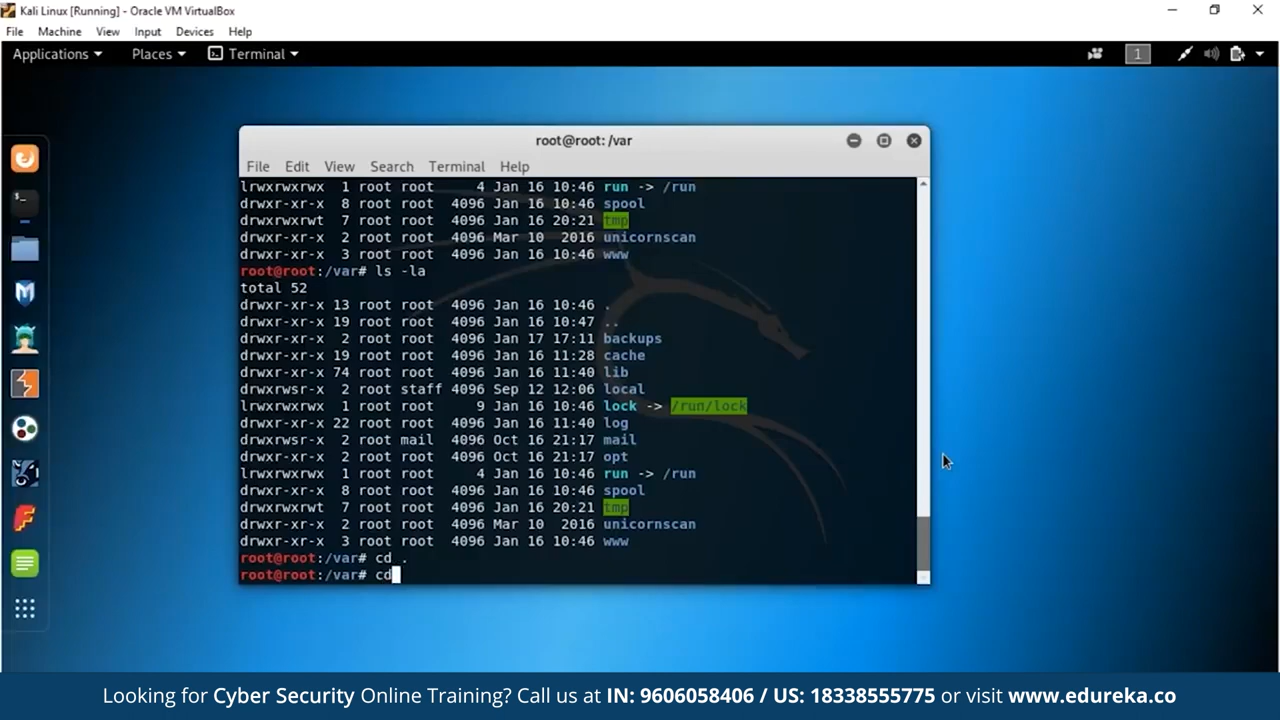 Kali Linux [Running] - Oracle VM VirtualBox
File Machine View Input Devices Help
Applications Places Terminal 1
root@root: /var
File Edit View Search Terminal Help
lrwxrwxrwx 1 root root 4 Jan 16 10:46 run -> /run
drwxr-xr-x 8 root root 4096 Jan 16 10:46 spool
drwxrwxrwt 7 root root 4096 Jan 16 20:21 tmp
drwxr-xr-x 2 root root 4096 Mar 10 2016 unicornscan
drwxr-xr-x 3 root root 4096 Jan 16 10:46 www
root@root:/var# ls -la
total 52
drwxr-xr-x 13 root root 4096 Jan 16 10:46 .
drwxr-xr-x 19 root root 4096 Jan 16 10:47 ..
drwxr-xr-x 2 root root 4096 Jan 17 17:11 backups
drwxr-xr-x 19 root root 4096 Jan 16 11:28 cache
drwxr-xr-x 74 root root 4096 Jan 16 11:40 lib
drwxrwsr-x 2 root staff 4096 Sep 12 12:06 local
lrwxrwxrwx 1 root root 9 Jan 16 10:46 lock -> /run/lock
drwxr-xr-x 22 root root 4096 Jan 16 11:40 log
drwxrwsr-x 2 root mail 4096 Oct 16 21:17 mail
drwxr-xr-x 2 root root 4096 Oct 16 21:17 opt
lrwxrwxrwx 1 root root 4 Jan 16 10:46 run -> /run
drwxr-xr-x 8 root root 4096 Jan 16 10:46 spool
drwxrwxrwt 7 root root 4096 Jan 16 20:21 tmp
drwxr-xr-x 2 root root 4096 Mar 10 2016 unicornscan
drwxr-xr-x 3 root root 4096 Jan 16 10:46 www
root@root:/var# cd .
root@root:/var# cd
Looking for Cyber Security Online Training? Call us at IN: 9606058406 / US: 18338555775 or visit www.edureka.co